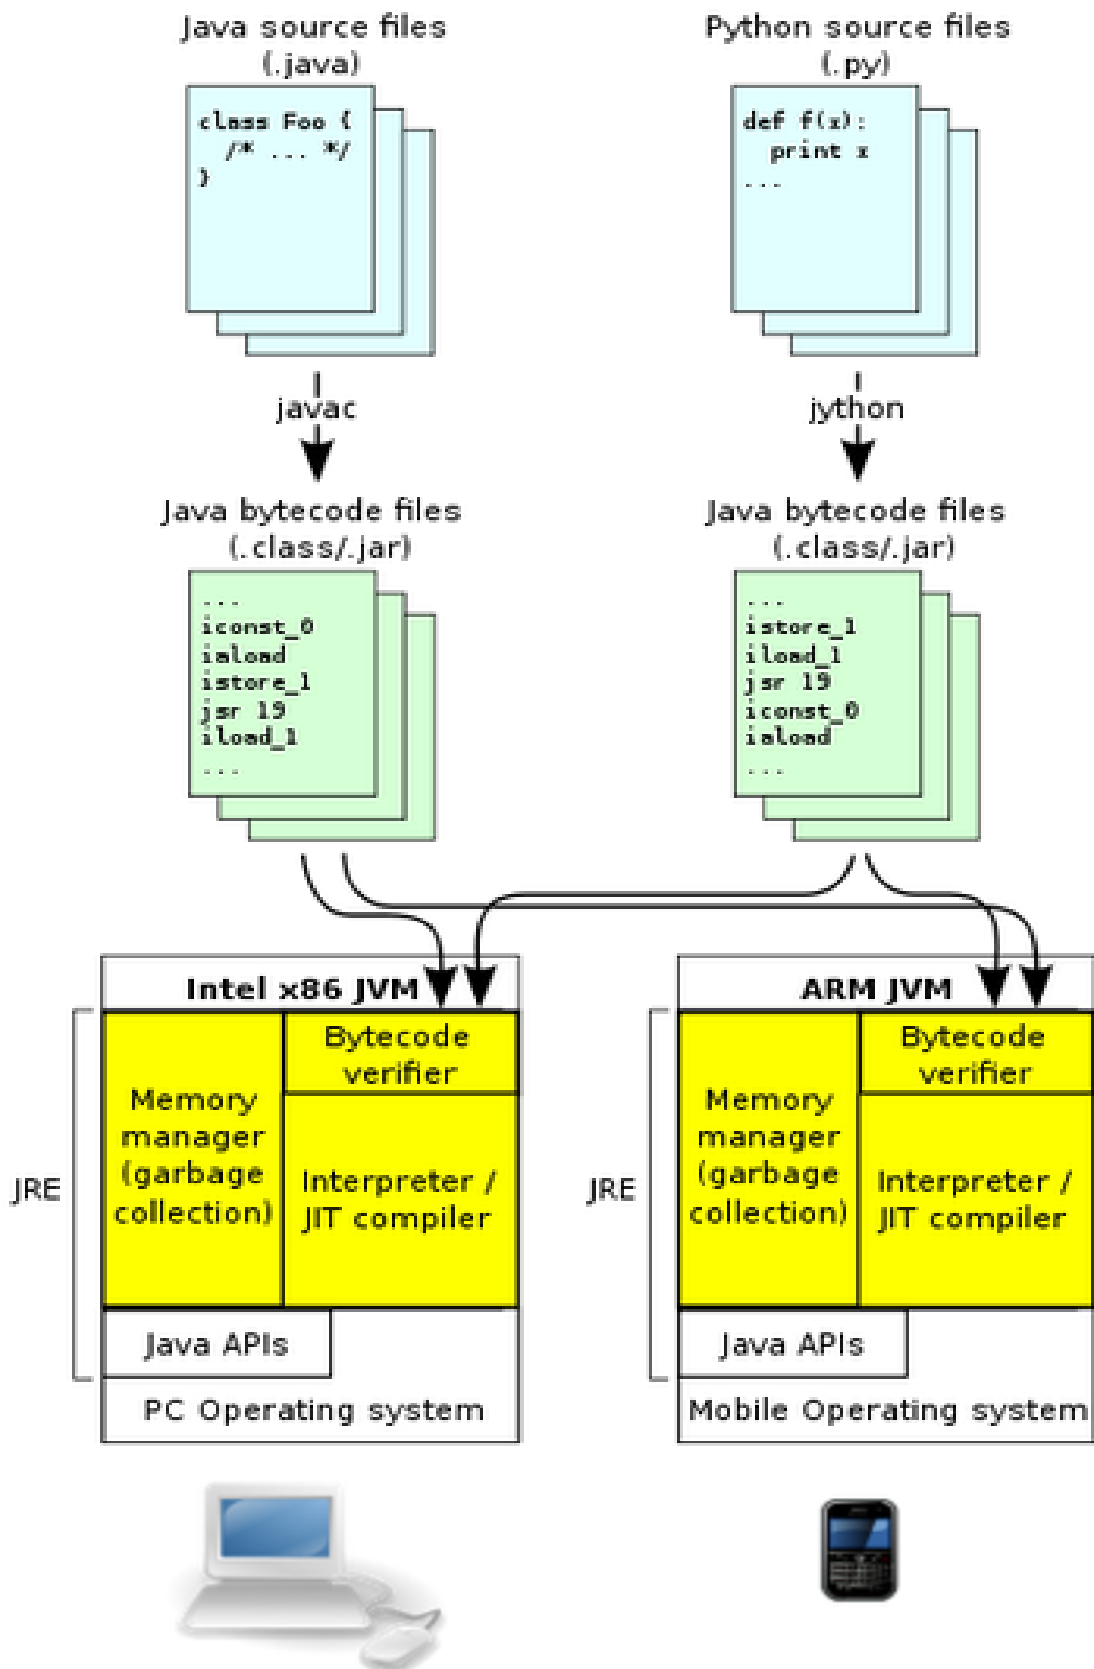 Java source files
(.java)
class Foo {
/* ... */
}
Python source files
(.py)
def f(x):
print x
...
javac
jython
Java bytecode files
(.class/.jar)
...
iconst_0
iaload
istore_1
jsr 19
iload_1
...
Java bytecode files
(.class/.jar)
...
istore_1
iload_1
jsr 19
iconst_0
iaload
...
Intel x86 JVM
JRE
Memory
manager
(garbage
collection)
Bytecode
verifier
Interpreter /
JIT compiler
Java APIs
PC Operating system
ARM JVM
JRE
Memory
manager
(garbage
collection)
Bytecode
verifier
Interpreter /
JIT compiler
Java APIs
Mobile Operating system